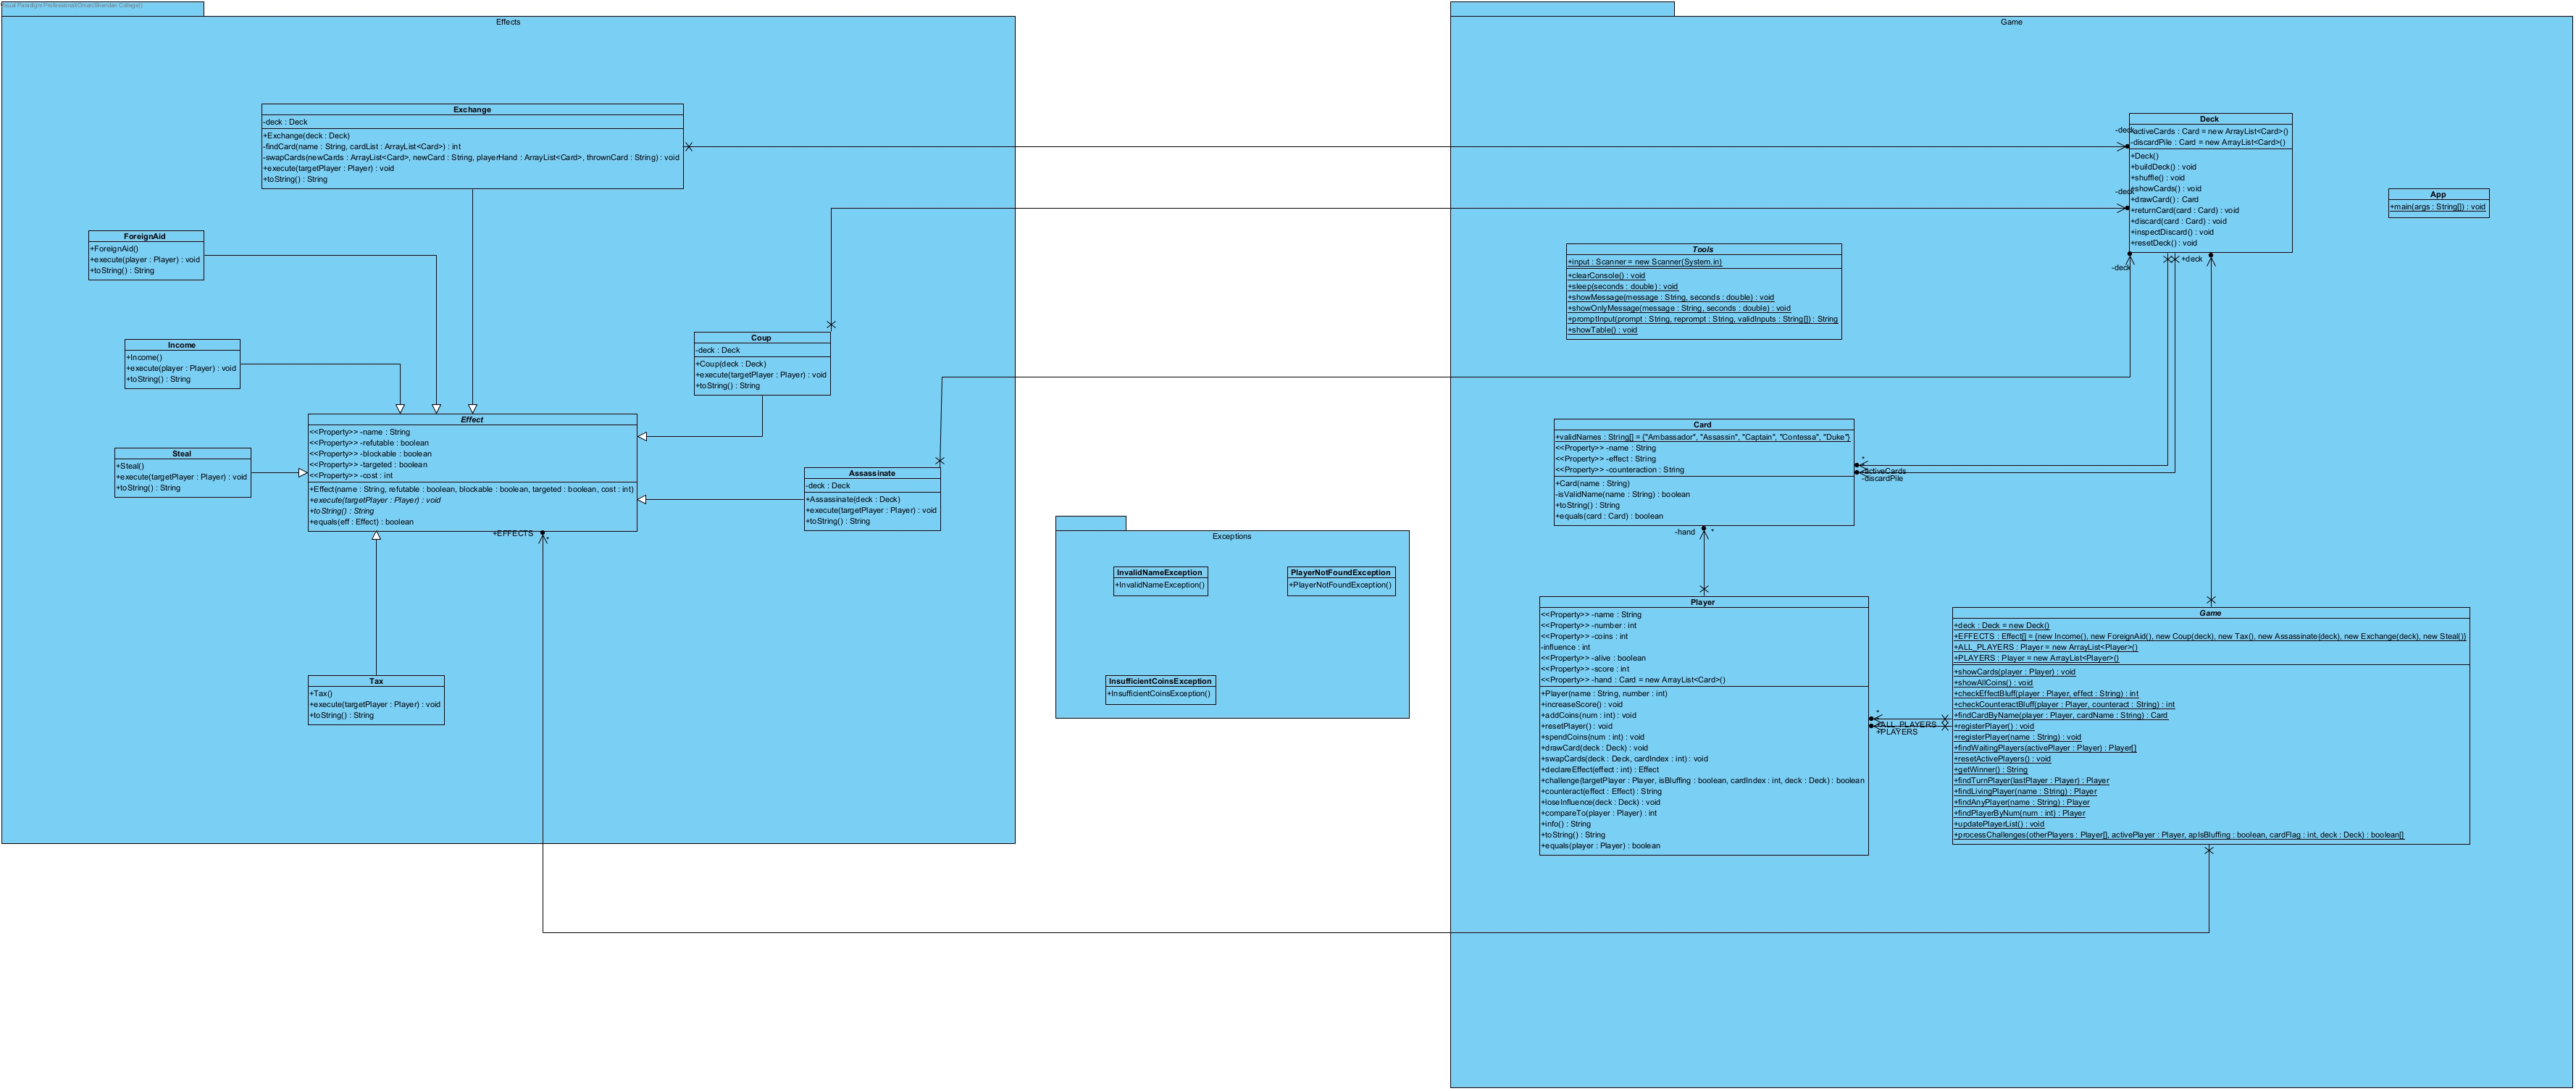 Visual Paradigm Professional(Omar(Sheridan College))
Effects
Exchange
-deck : Deck
+Exchange(deck : Deck)
-findCard(name : String, cardList : ArrayList<Card>) : int
-swapCards(newCards : ArrayList<Card>, newCard : String, playerHand : ArrayList<Card>, thrownCard : String) : void
+execute(targetPlayer : Player) : void
+toString() : String
ForeignAid
+ForeignAid()
+execute(player : Player) : void
+toString() : String
Income
+Income()
+execute(player : Player) : void
+toString() : String
Coup
-deck : Deck
+Coup(deck : Deck)
+execute(targetPlayer : Player) : void
+toString() : String
Effect
<<Property>> -name : String
<<Property>> -refutable : boolean
<<Property>> -blockable : boolean
<<Property>> -targeted : boolean
<<Property>> -cost : int
+Effect(name : String, refutable : boolean, blockable : boolean, targeted : boolean, cost : int)
+execute(targetPlayer : Player) : void
+toString() : String
+equals(eff : Effect) : boolean
+EFFECTS
*
Steal
+Steal()
+execute(targetPlayer : Player) : void
+toString() : String
Assassinate
-deck : Deck
+Assassinate(deck : Deck)
+execute(targetPlayer : Player) : void
+toString() : String
Tax
+Tax()
+execute(targetPlayer : Player) : void
+toString() : String
Exceptions
InvalidNameException
+InvalidNameException()
PlayerNotFoundException
+PlayerNotFoundException()
InsufficientCoinsException
+InsufficientCoinsException()
Game
Deck
-activeCards : Card = new ArrayList<Card>()
-discardPile : Card = new ArrayList<Card>()
+Deck()
+buildDeck() : void
+shuffle() : void
+showCards() : void
+drawCard() : Card
+returnCard(card : Card) : void
+discard(card : Card) : void
+inspectDiscard() : void
+resetDeck() : void
-deck
-deck
-deck
+deck
App
+main(args : String[]) : void
Tools
+input : Scanner = new Scanner(System.in)
+clearConsole() : void
+sleep(seconds : double) : void
+showMessage(message : String, seconds : double) : void
+showOnlyMessage(message : String, seconds : double) : void
+promptInput(prompt : String, reprompt : String, validInputs : String[]) : String
+showTable() : void
Card
+validNames : String[] = {"Ambassador", "Assassin", "Captain", "Contessa", "Duke"}
<<Property>> -name : String
<<Property>> -effect : String
<<Property>> -counteraction : String
+Card(name : String)
-isValidName(name : String) : boolean
+toString() : String
+equals(card : Card) : boolean
*
-activeCards
-discardPile
-hand
*
Player
<<Property>> -name : String
<<Property>> -number : int
<<Property>> -coins : int
-influence : int
<<Property>> -alive : boolean
<<Property>> -score : int
<<Property>> -hand : Card = new ArrayList<Card>()
+Player(name : String, number : int)
+increaseScore() : void
+addCoins(num : int) : void
+resetPlayer() : void
+spendCoins(num : int) : void
+drawCard(deck : Deck) : void
+swapCards(deck : Deck, cardIndex : int) : void
+declareEffect(effect : int) : Effect
+challenge(targetPlayer : Player, isBluffing : boolean, cardIndex : int, deck : Deck) : boolean
+counteract(effect : Effect) : String
+loseInfluence(deck : Deck) : void
+compareTo(player : Player) : int
+info() : String
+toString() : String
+equals(player : Player) : boolean
*
+ALL_PLAYERS
+PLAYERS
Game
+deck : Deck = new Deck()
+EFFECTS : Effect[] = {new Income(), new ForeignAid(), new Coup(deck), new Tax(), new Assassinate(deck), new Exchange(deck), new Steal()}
+ALL_PLAYERS : Player = new ArrayList<Player>()
+PLAYERS : Player = new ArrayList<Player>()
+showCards(player : Player) : void
+showAllCoins() : void
+checkEffectBluff(player : Player, effect : String) : int
+checkCounteractBluff(player : Player, counteract : String) : int
+findCardByName(player : Player, cardName : String) : Card
+registerPlayer() : void
+registerPlayer(name : String) : void
+findWaitingPlayers(activePlayer : Player) : Player[]
+resetActivePlayers() : void
+getWinner() : String
+findTurnPlayer(lastPlayer : Player) : Player
+findLivingPlayer(name : String) : Player
+findAnyPlayer(name : String) : Player
+findPlayerByNum(num : int) : Player
+updatePlayerList() : void
+processChallenges(otherPlayers : Player[], activePlayer : Player, apIsBluffing : boolean, cardFlag : int, deck : Deck) : boolean[]